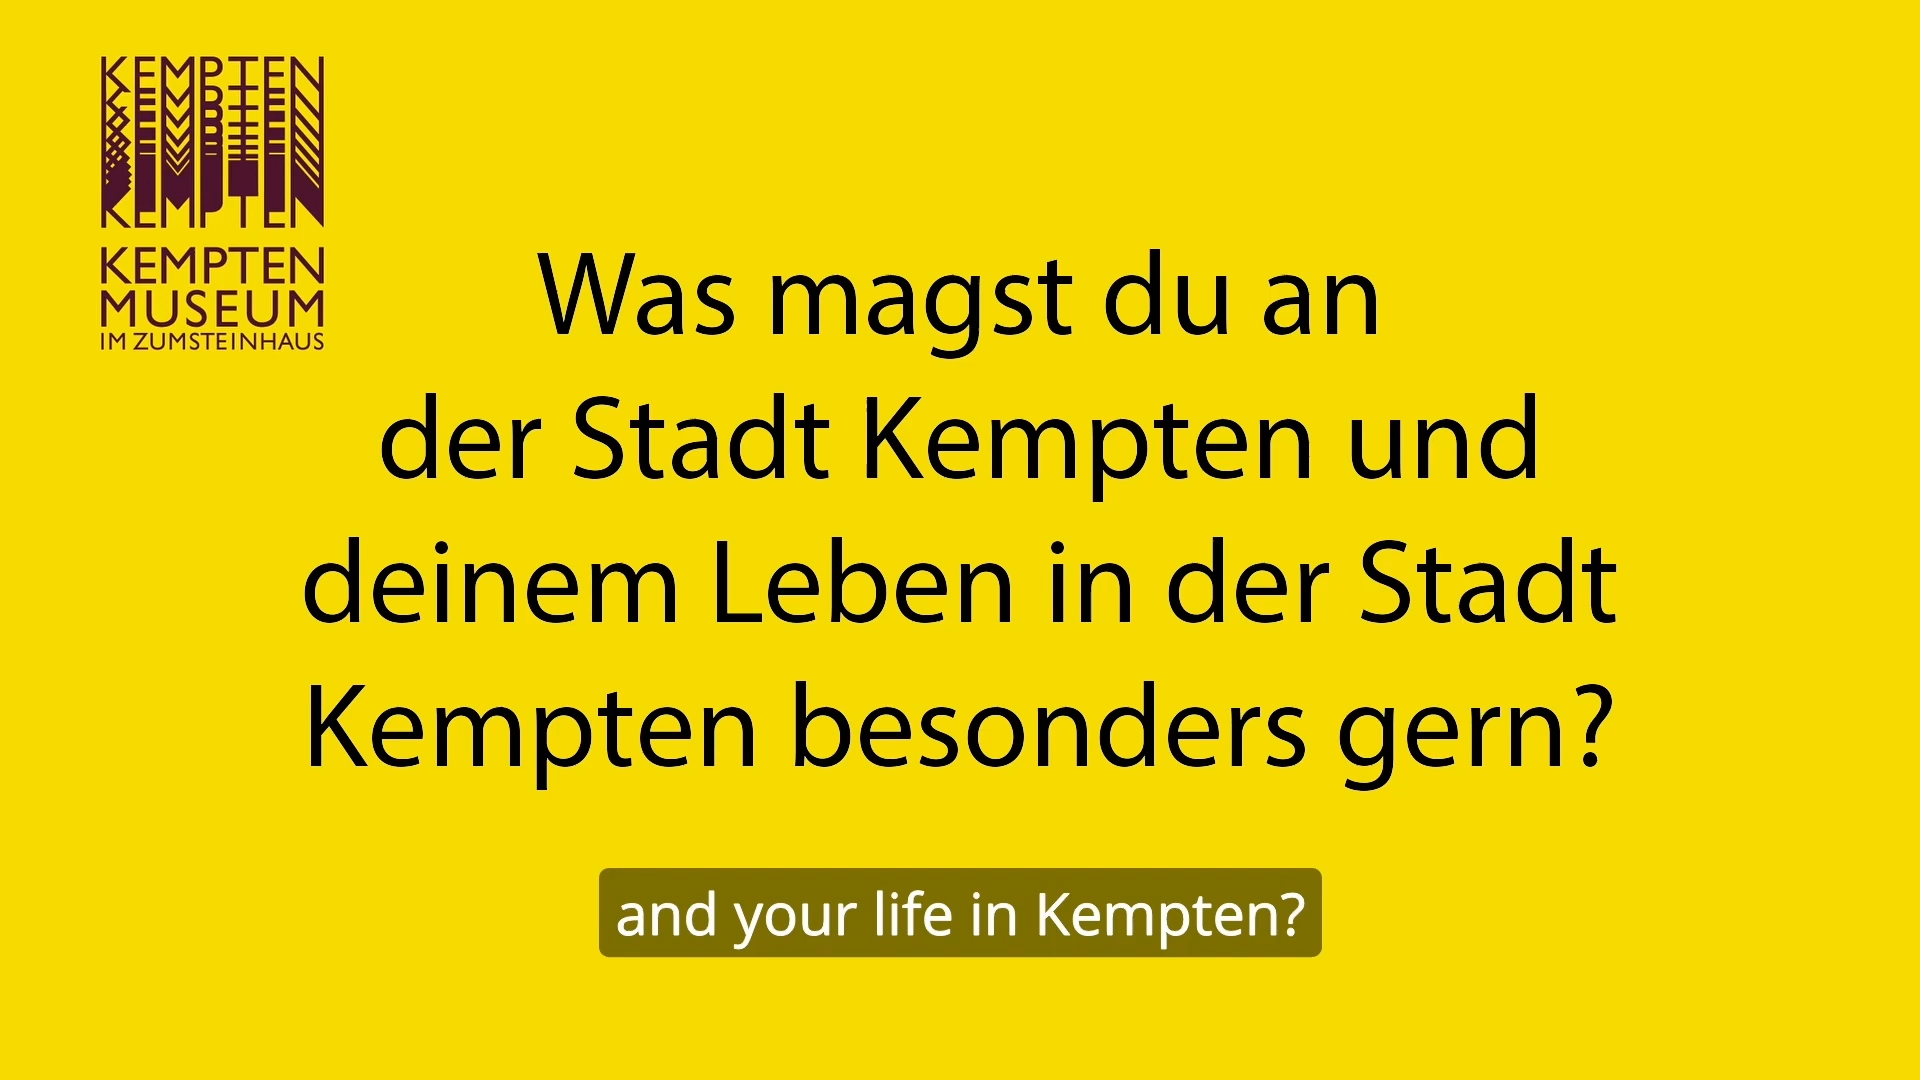 KEMPTEN
KEMPTEN
KEMPTEN
MUSEUM
IM ZUMSTEINHAUS
Was magst du an
der Stadt Kempten und
deinem Leben in der Stadt
Kempten besonders gern?
and your life in Kempten?